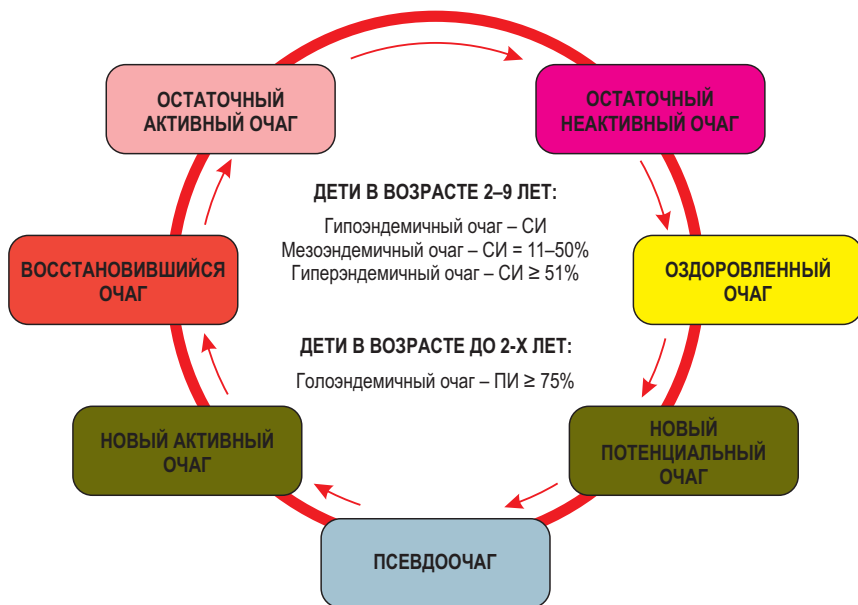 ОСТАТОЧНЫЙ
АКТИВНЫЙ ОЧАГ
ОСТАТОЧНЫЙ
НЕАКТИВНЫЙ ОЧАГ
ДЕТИ В ВОЗРАСТЕ 2–9 ЛЕТ:
Гипоэндемичный очаг – СИ
Мезоэндемичный очаг – СИ = 11–50%
Гиперэндемичный очаг – СИ ≥ 51%
ВОССТАНОВИВШИЙСЯ
ОЧАГ
ОЗДОРОВЛЕННЫЙ
ОЧАГ
ДЕТИ В ВОЗРАСТЕ ДО 2-Х ЛЕТ:
Голоэндемичный очаг – ПИ ≥ 75%
НОВЫЙ АКТИВНЫЙ
ОЧАГ
НОВЫЙ
ПОТЕНЦИАЛЬНЫЙ
ОЧАГ
ПСЕВДООЧАГ